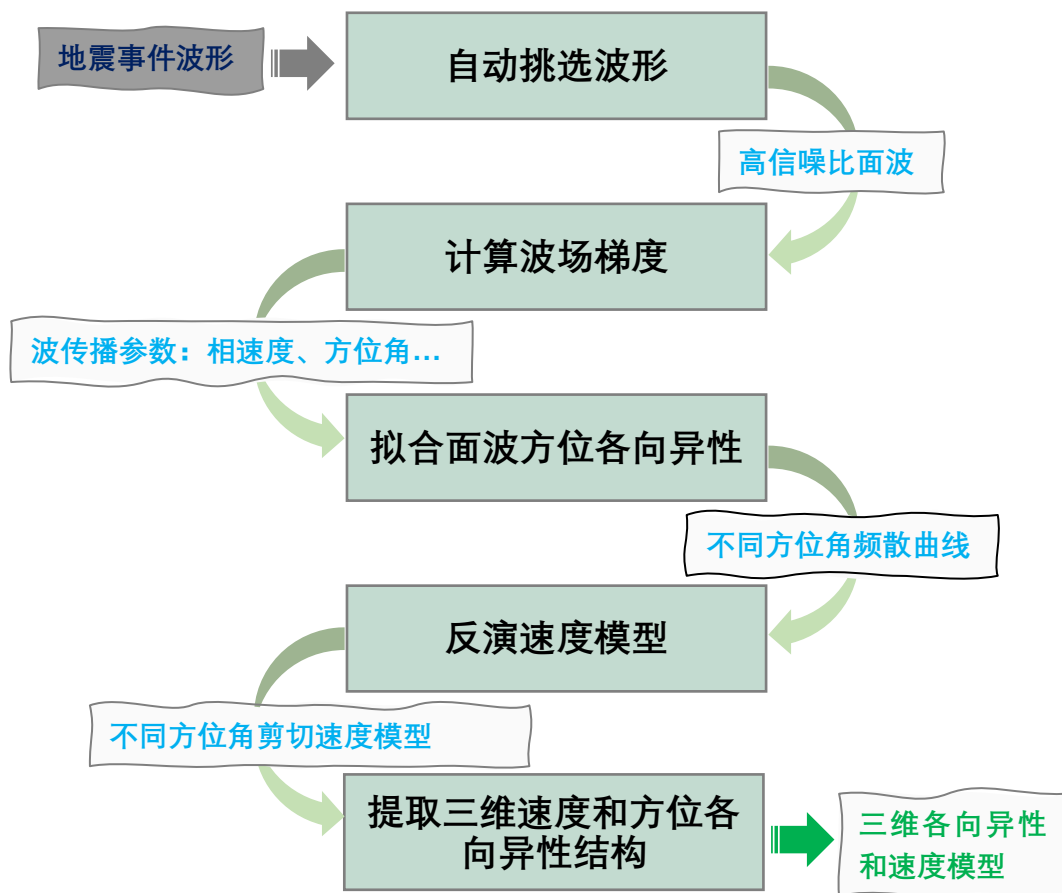 地震事件波形
自动挑选波形
高信噪比面波
计算波场梯度
波传播参数：相速度、方位角...
拟合面波方位各向异性
不同方位角频散曲线
反演速度模型
不同方位角剪切速度模型
提取三维速度和方位各
向异性结构
三维各向异性
和速度模型